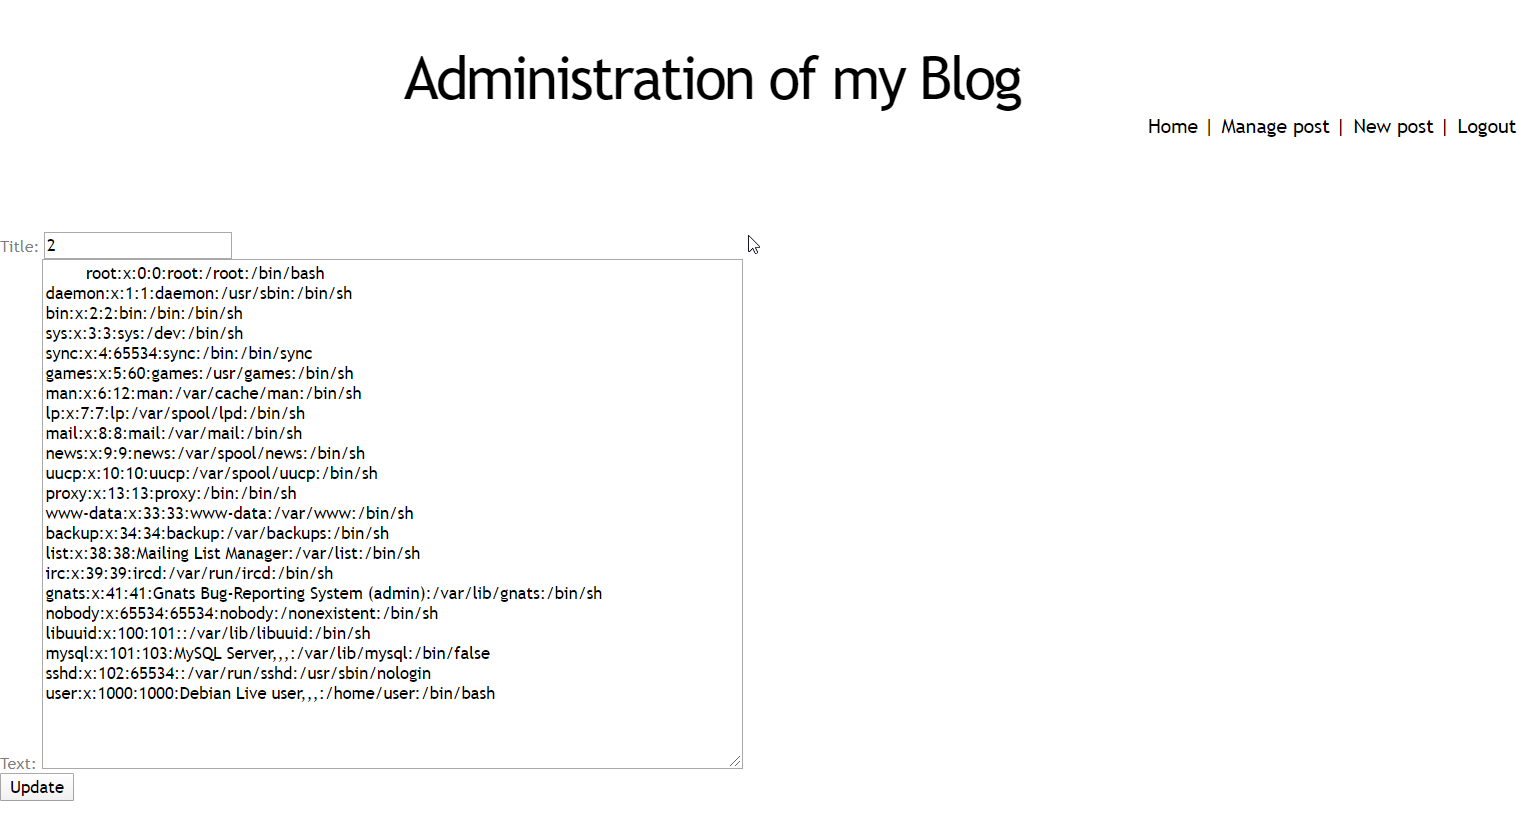 Administration of my Blog
Home | Manage post | New post | Logout
Title: 2
root:x:0:0:root:/root:/bin/bash
daemon:x:1:1:daemon:/usr/sbin:/bin/sh
bin:x:2:2:bin:/bin:/bin/sh
sys:x:3:3:sys:/dev:/bin/sh
sync:x:4:65534:sync:/bin:/bin/sync
games:x:5:60:games:/usr/games:/bin/sh
man:x:6:12:man:/var/cache/man:/bin/sh
lp:x:7:7:lp:/var/spool/lpd:/bin/sh
mail:x:8:8:mail:/var/mail:/bin/sh
news:x:9:9:news:/var/spool/news:/bin/sh
uucp:x:10:10:uucp:/var/spool/uucp:/bin/sh
proxy:x:13:13:proxy:/bin:/bin/sh
www-data:x:33:33:www-data:/var/www:/bin/sh
backup:x:34:34:backup:/var/backups:/bin/sh
list:x:38:38:Mailing List Manager:/var/list:/bin/sh
irc:x:39:39:ircd:/var/run/ircd:/bin/sh
gnats:x:41:41:Gnats Bug-Reporting System (admin):/var/lib/gnats:/bin/sh
nobody:x:65534:65534:nobody:/nonexistent:/bin/sh
libuuid:x:100:101::/var/lib/libuuid:/bin/sh
mysql:x:101:103:MySQL Server,,,:/var/lib/mysql:/bin/false
sshd:x:102:65534::/var/run/sshd:/usr/sbin/nologin
user:x:1000:1000:Debian Live user,,,:/home/user:/bin/bash
Text:
Update